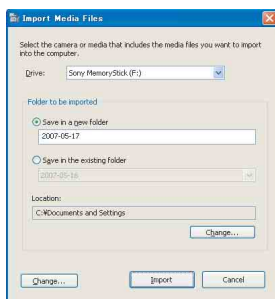 Import Media Files
Select the camera or media that includes the media files you want to import
into the computer.
Drive: Sony MemoryStick (F:)
Folder to be imported
Save in a new folder
2007-05-17
Save in the existing folder
2007-05-16
Location:
C:¥Documents and Settings
Change...
Change... Import Cancel